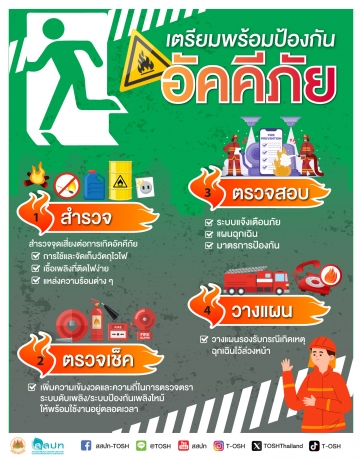 เตรียมพร้อมป้องกัน
อัคคีภัย
1
สำรวจ
สำรวจจุดเสี่ยงต่อการเกิดอัคคีภัย
การใช้และจัดเก็บวัตถุไวไฟ
เชื้อเพลิงที่ติดไฟง่าย
แหล่งความร้อนต่าง ๆ
2
ตรวจเช็ค
เพิ่มความเข้มงวดและความถี่ในการตรวจตรา
ระบบดับเพลิง/ระบบป้องกันเพลิงไหม้
ให้พร้อมใช้งานอยู่ตลอดเวลา
FIRE
PREVENTION
3
ตรวจสอบ
ระบบแจ้งเตือนภัย
แผนฉุกเฉิน
มาตรการป้องกัน
4
วางแผน
วางแผนรองรับกรณีเกิดเหตุ
ฉุกเฉินไว้ล่วงหน้า
สสปท
สสปท-TOSH
@TOSH
สสปท
T-OSH
TOSHThailand
T-OSH